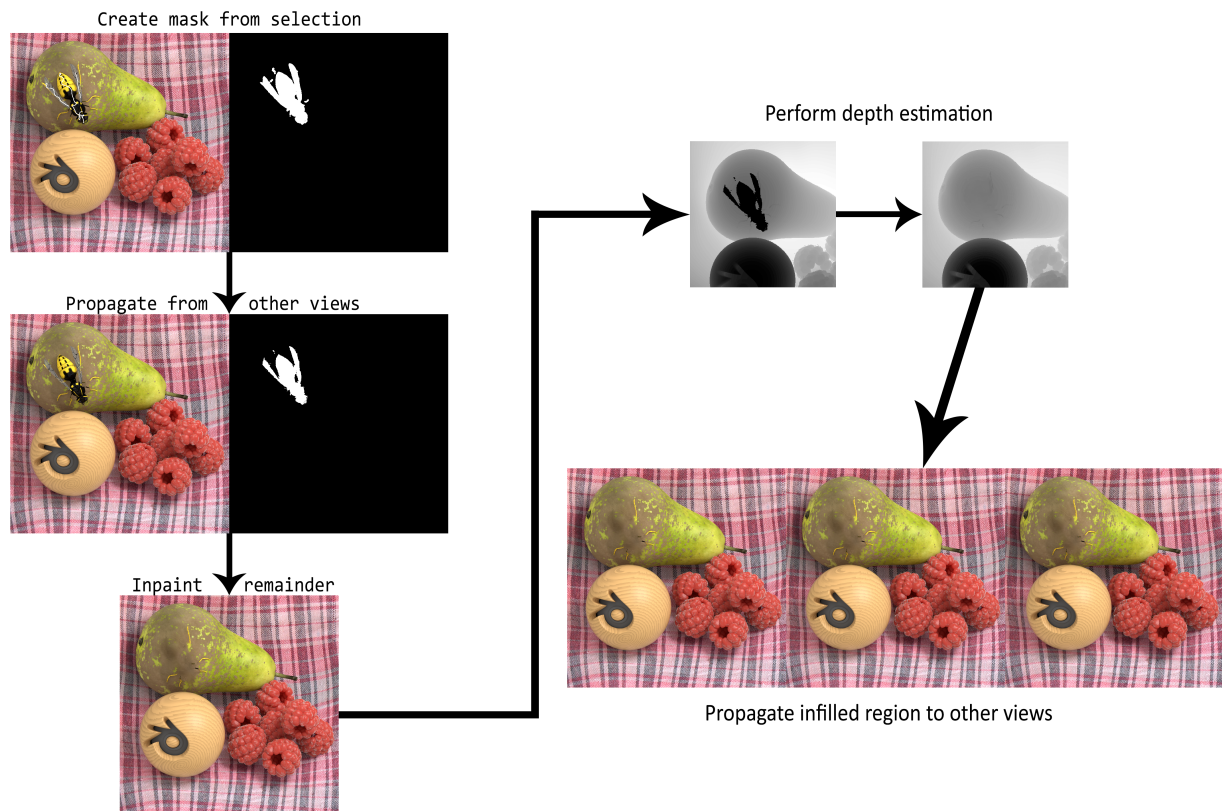 Create mask from selection
Propagate from other views
Inpaint remainder
Perform depth estimation
Propagate infilled region to other views